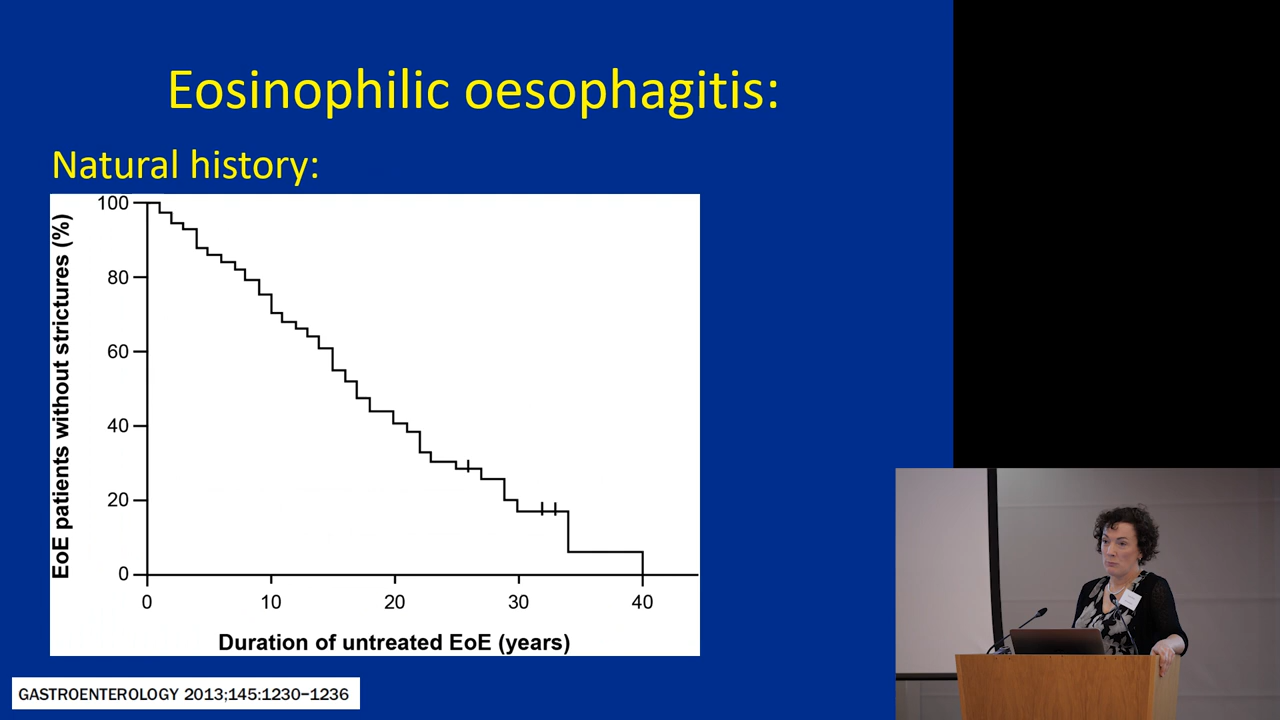 Eosinophilic oesophagitis:
Natural history:
EoE patients without strictures (%)
100
80
60
40
20
0
0 10 20 30 40
Duration of untreated EoE (years)
GASTROENTEROLOGY 2013;145:1230–1236